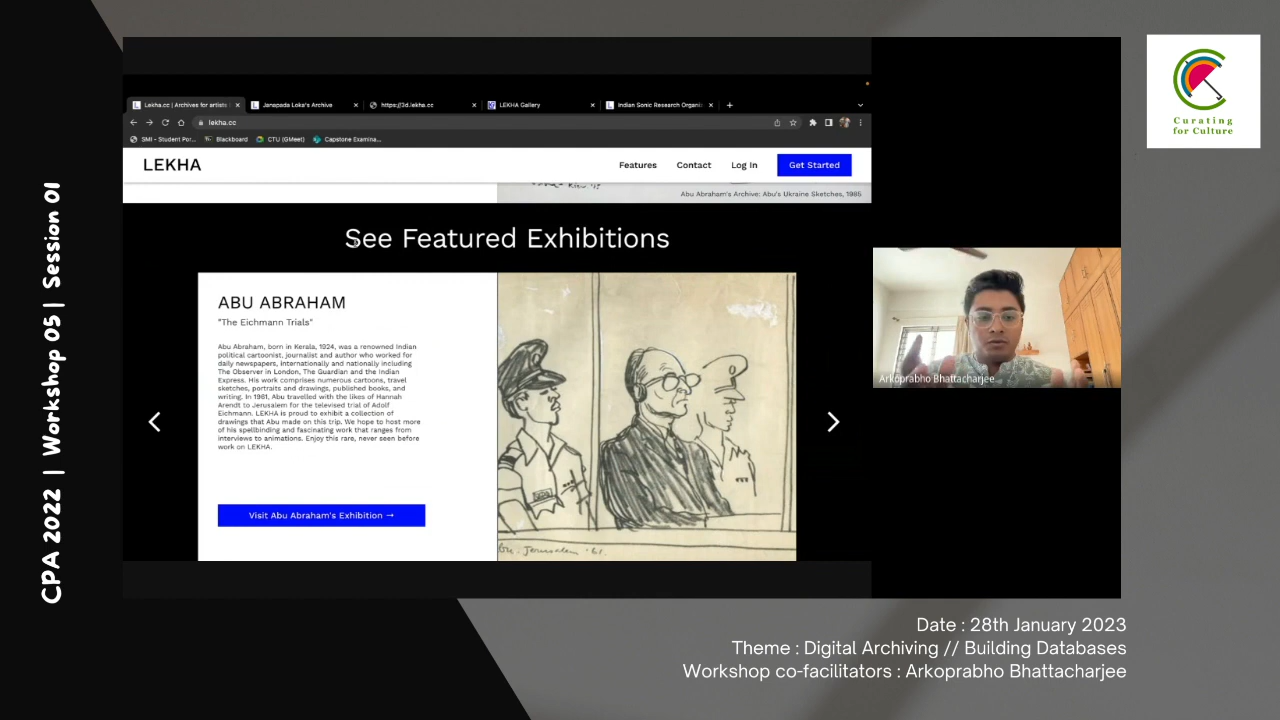 CPA 2022 | Workshop 05 | Session 01
Lekha.cc | Archives for artists
Janapada Loka's Archive
https://3d.lekha.cc
LEKHA Gallery
Indian Sonic Research Organis
lekha.cc
SMI - Student Por...
Blackboard
CTU (GMeet)
Capstone Examina...
LEKHA
Features
Contact
Log in
Get Started
Abu Abraham's Archive: Abu's Ukraine Sketches, 1985
See Featured Exhibitions
ABU ABRAHAM
"The Eichmann Trials"
Abu Abraham, born in Kerala, 1924, was a renowned Indian
political cartoonist, journalist and author who worked for
daily newspapers, internationally and nationally including
The Observer in London, The Guardian and the Indian
Express. His work comprises numerous cartoons, travel
sketches, portraits and drawings, published books, and
writing. In 1961, Abu travelled with the likes of Hannah
Arendt to Jerusalem for the televised trial of Adolf
Eichmann. LEKHA is proud to exhibit a collection of
drawings that Abu made on this trip. We hope to host more
of his spellbinding and fascinating work that ranges from
interviews to animations. Enjoy this rare, never seen before
work on LEKHA.
Visit Abu Abraham's Exhibition →
Abu. Jerusalem '61.
Arkoprabho Bhattacharjee
Curating
for Culture
Date : 28th January 2023
Theme : Digital Archiving // Building Databases
Workshop co-facilitators : Arkoprabho Bhattacharjee